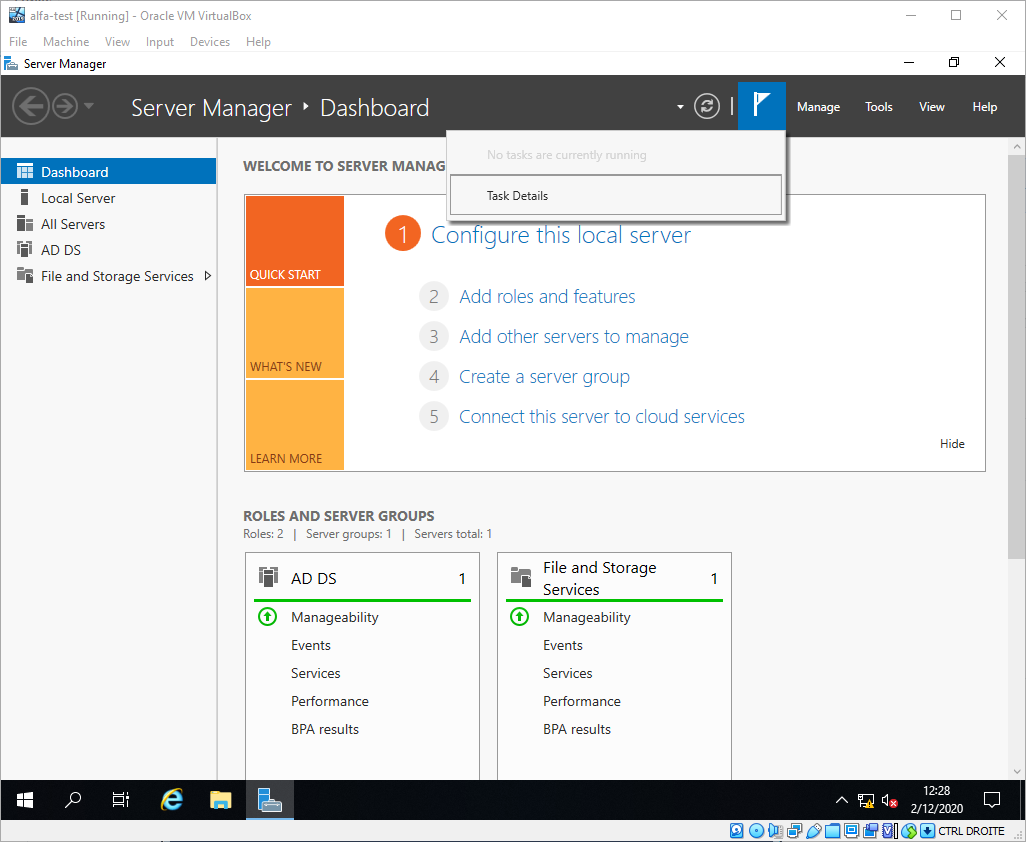 alfa-test [Running] - Oracle VM VirtualBox
File Machine View Input Devices Help
Server Manager
Server Manager Dashboard
Manage Tools View Help
No tasks are currently running
Task Details
Dashboard
Local Server
All Servers
AD DS
File and Storage Services
WELCOME TO SERVER MANAG
QUICK START
WHAT'S NEW
LEARN MORE
1 Configure this local server
2 Add roles and features
3 Add other servers to manage
4 Create a server group
5 Connect this server to cloud services
Hide
ROLES AND SERVER GROUPS
Roles: 2 | Server groups: 1 | Servers total: 1
AD DS 1
Manageability
Events
Services
Performance
BPA results
File and Storage
Services 1
Manageability
Events
Services
Performance
BPA results
12:28
2/12/2020
CTRL DROITE